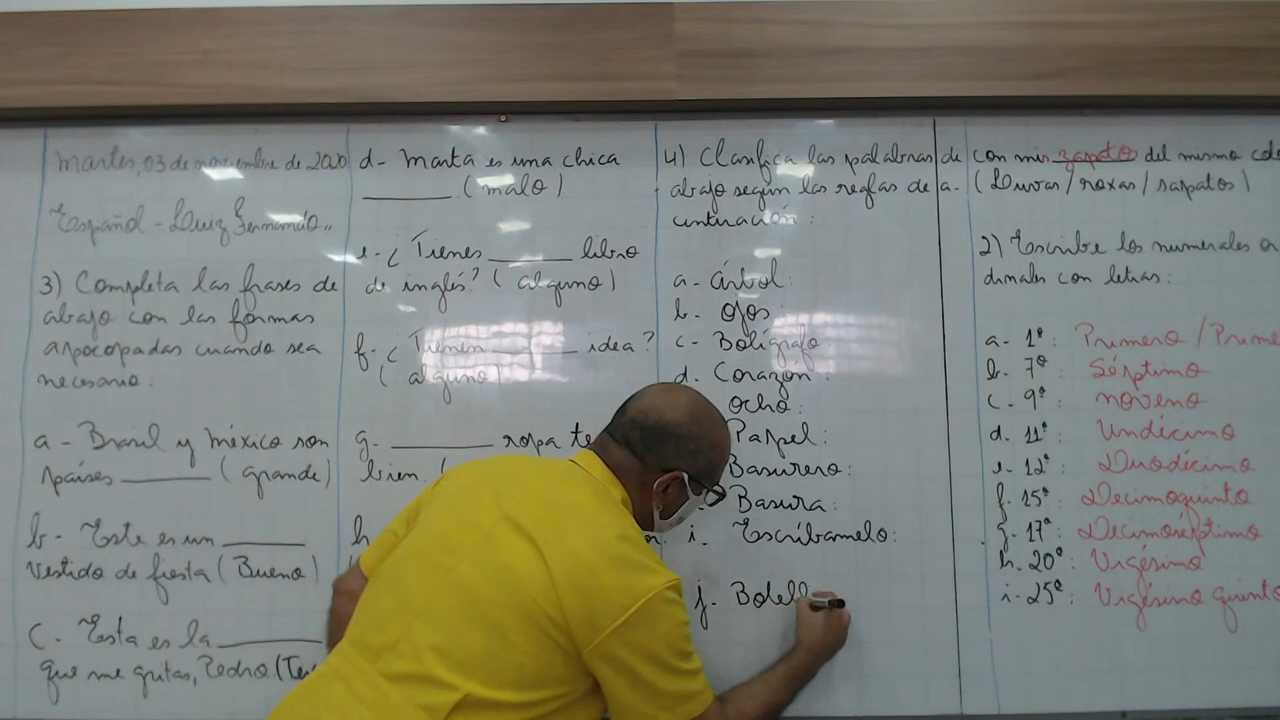 Martes, 03 de noviembre de 2020
Español - Luiz Fernando
3) Completa las frases de
abajo con las formas
apocopadas cuando sea
necesario.
a - Brasil y México son
países ______ (grande)
b - Este es un ______
vestido de fiesta (Bueno)
C. - Esta es la ______
que me gritas, Pedro.
d - Marta es una chica
______ (malo)
e. ¿Tienes ______ libro
de inglés? (alguno)
f. ¿Tienen ______ idea?
(alguno)
g. ______ ropa te
bien.
h
4) Clasifica las palabras de
abajo según las reglas de a-
continuación:
a - árbol:
b. Ojos:
c - Bolígrafo:
d. Corazón:
Ocho:
Papel:
Basurero:
Basura:
i. Escríbamelo:
j. Botell
con mis zapatos del mismo
(Luvas/roxas/sapatos)
2) Escribe los numerales or
dinales con letras:
a - 1º: Primero / Prime
b. 7º Séptimo
c - 9º: noveno
d. 11º Undécimo
e - 12º: Duodécimo
f. 15º: Decimoquinto
g. 17º: Decimoséptimo
h. 20º: Vigésimo
i - 25º: Vigésimo quinto